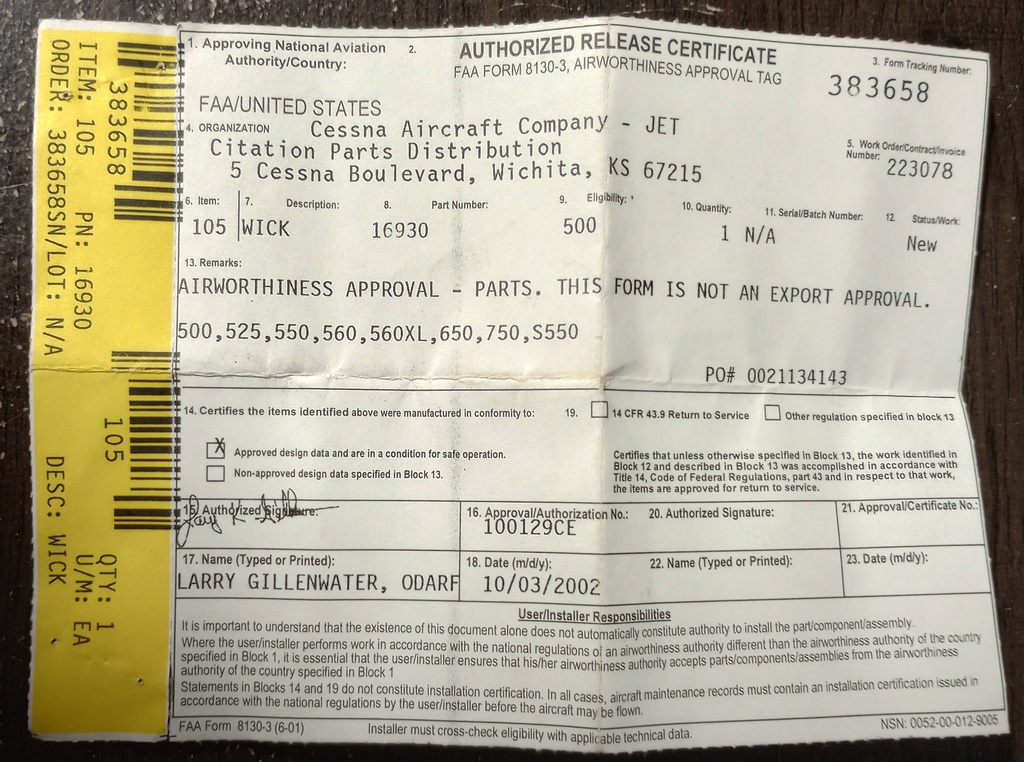 383658
ITEM: 105 PN: 16930
ORDER: 383658SN/LOT: N/A
105
QTY: 1
U/M: EA
DESC: WICK
1. Approving National Aviation
Authority/Country:
FAA/UNITED STATES
2. AUTHORIZED RELEASE CERTIFICATE
FAA FORM 8130-3, AIRWORTHINESS APPROVAL TAG
3. Form Tracking Number:
383658
4. ORGANIZATION Cessna Aircraft Company - JET
Citation Parts Distribution
5 Cessna Boulevard, Wichita, KS 67215
5. Work Order/Contract/Invoice
Number: 223078
6. Item: 7. Description: 8. Part Number: 9. Eligibility: * 10. Quantity: 11. Serial/Batch Number: 12. Status/Work:
105 WICK 16930 500 1 N/A New
13. Remarks:
AIRWORTHINESS APPROVAL - PARTS. THIS FORM IS NOT AN EXPORT APPROVAL.
500,525,550,560,560XL,650,750,S550
PO# 0021134143
14. Certifies the items identified above were manufactured in conformity to:
X Approved design data and are in a condition for safe operation.
Non-approved design data specified in Block 13.
19. 14 CFR 43.9 Return to Service Other regulation specified in block 13
Certifies that unless otherwise specified in Block 13, the work identified in
Block 12 and described in Block 13 was accomplished in accordance with
Title 14, Code of Federal Regulations, part 43 and in respect to that work,
the items are approved for return to service.
15. Authorized Signature:
16. Approval/Authorization No.:
100129CE
20. Authorized Signature:
21. Approval/Certificate No.:
17. Name (Typed or Printed):
LARRY GILLENWATER, ODARF
18. Date (m/d/y):
10/03/2002
22. Name (Typed or Printed):
23. Date (m/d/y):
User/Installer Responsibilities
It is important to understand that the existence of this document alone does not automatically constitute authority to install the part/component/assembly.
Where the user/installer performs work in accordance with the national regulations of an airworthiness authority different than the airworthiness authority of the country
specified in Block 1, it is essential that the user/installer ensures that his/her airworthiness authority accepts parts/components/assemblies from the airworthiness
authority of the country specified in Block 1
Statements in Blocks 14 and 19 do not constitute installation certification. In all cases, aircraft maintenance records must contain an installation certification issued in
accordance with the national regulations by the user/installer before the aircraft may be flown.
FAA Form 8130-3 (6-01) Installer must cross-check eligibility with applicable technical data. NSN: 0052-00-012-9005